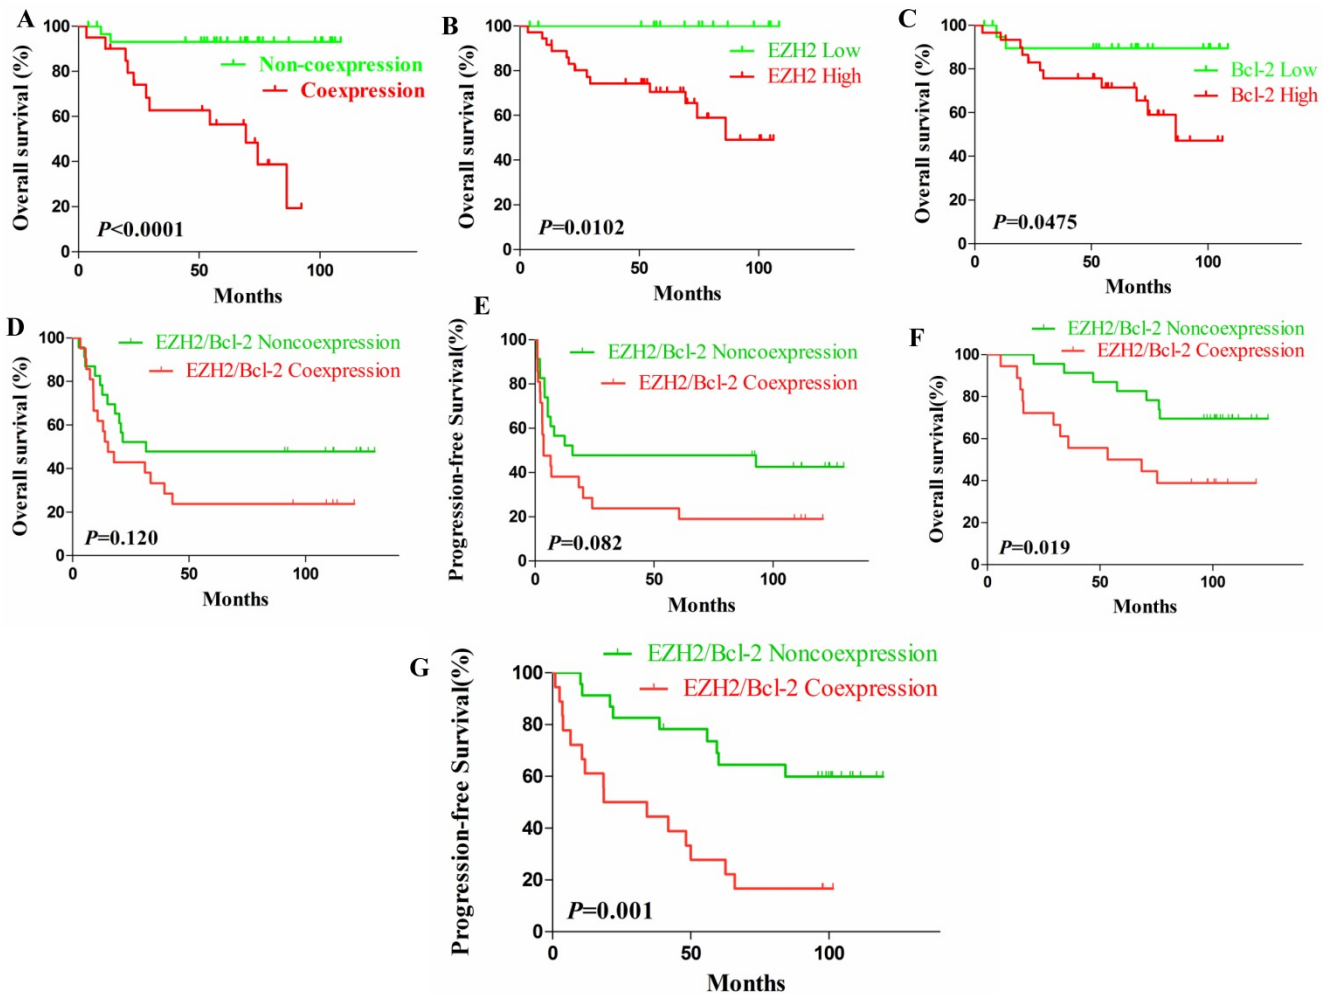 A
Overall survival (%)
100
80
60
40
20
0
Non-coexpression
Coexpression
P<0.0001
0
50
100
Months
B
Overall survival (%)
100
80
60
40
20
0
EZH2 Low
EZH2 High
P=0.0102
0
50
100
Months
C
Overall survival (%)
100
80
60
40
20
0
Bcl-2 Low
Bcl-2 High
P=0.0475
0
50
100
Months
D
Overall survival (%)
100
80
60
40
20
0
EZH2/Bcl-2 Noncoexpression
EZH2/Bcl-2 Coexpression
P=0.120
0
50
100
Months
E
Progression-free Survival(%)
100
80
60
40
20
0
EZH2/Bcl-2 Noncoexpression
EZH2/Bcl-2 Coexpression
P=0.082
0
50
100
Months
F
Overall survival(%)
100
80
60
40
20
0
EZH2/Bcl-2 Noncoexpression
EZH2/Bcl-2 Coexpression
P=0.019
0
50
100
Months
G
Progression-free Survival(%)
100
80
60
40
20
0
EZH2/Bcl-2 Noncoexpression
EZH2/Bcl-2 Coexpression
P=0.001
0
50
100
Months